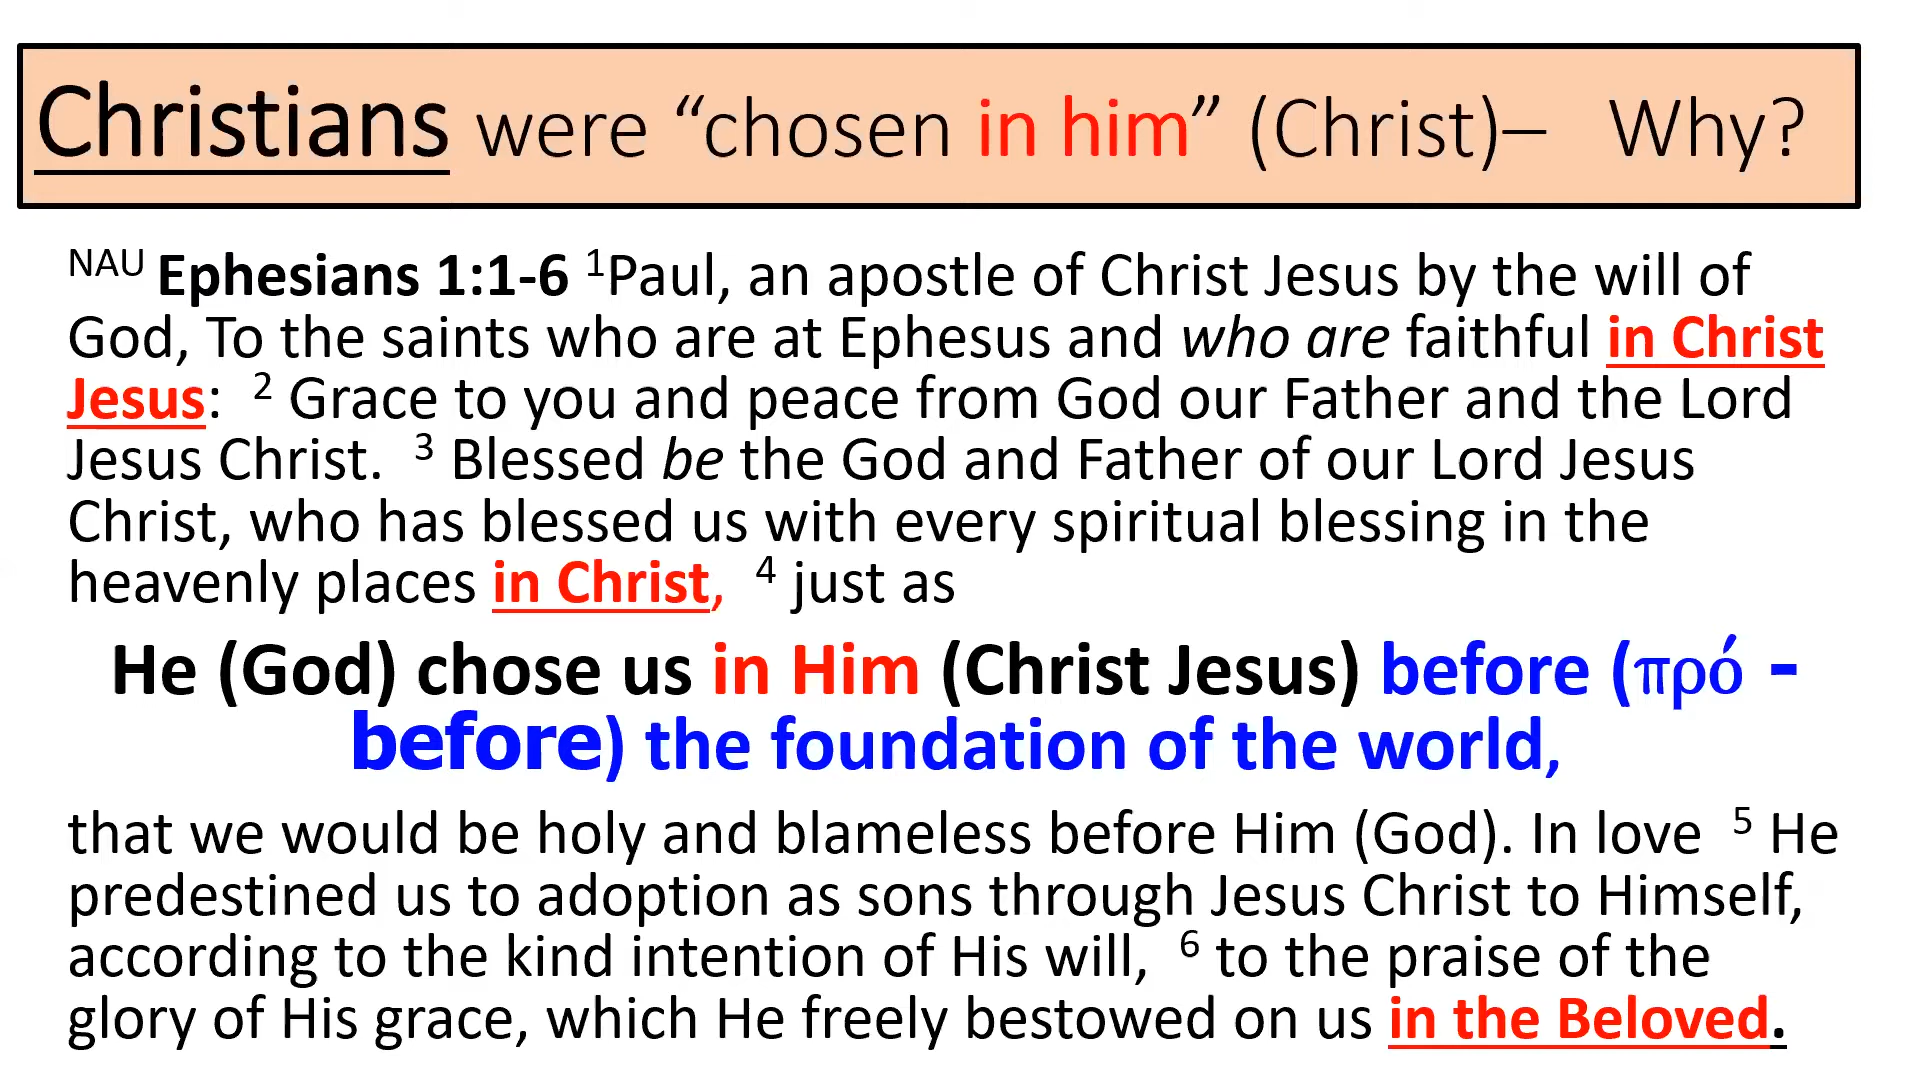 Christians were “chosen in him” (Christ)– Why?
NAU Ephesians 1:1-6 1Paul, an apostle of Christ Jesus by the will of
God, To the saints who are at Ephesus and who are faithful in Christ
Jesus: 2 Grace to you and peace from God our Father and the Lord
Jesus Christ. 3 Blessed be the God and Father of our Lord Jesus
Christ, who has blessed us with every spiritual blessing in the
heavenly places in Christ, 4 just as
He (God) chose us in Him (Christ Jesus) before (πρό -
before) the foundation of the world,
that we would be holy and blameless before Him (God). In love 5 He
predestined us to adoption as sons through Jesus Christ to Himself,
according to the kind intention of His will, 6 to the praise of the
glory of His grace, which He freely bestowed on us in the Beloved.